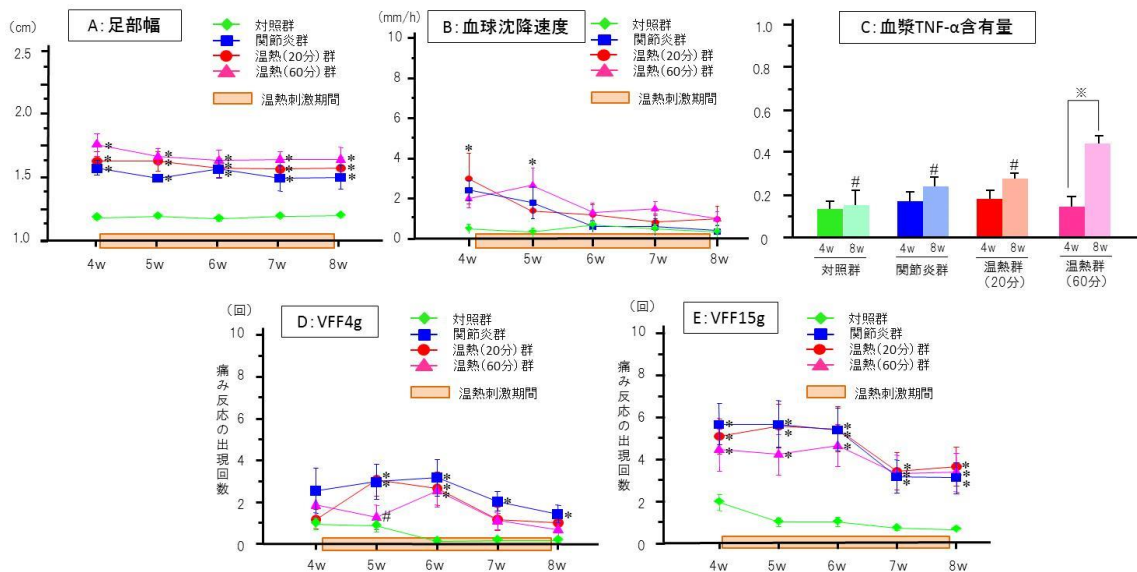 A：足部幅
(cm)
2.5
2.0
1.5
1.0
4w 5w 6w 7w 8w
対照群
関節炎群
温熱(20分)群
温熱(60分)群
温熱刺激期間
* * * * *
* * * * *
* * * * *
B：血球沈降速度
(mm/h)
10
8
6
4
2
0
4w 5w 6w 7w 8w
対照群
関節炎群
温熱(20分)群
温熱(60分)群
温熱刺激期間
* *
C：血漿TNF-α含有量
1.0
0.8
0.6
0.4
0.2
0
# # # ※
4w 8w 4w 8w 4w 8w 4w 8w
対照群 関節炎群 温熱群 温熱群
(20分) (60分)
D：VFF4g
(回)
痛み反応の出現回数
10
8
6
4
2
0
4w 5w 6w 7w 8w
対照群
関節炎群
温熱(20分)群
温熱(60分)群
温熱刺激期間
* * * *
* *
# *
E：VFF15g
(回)
痛み反応の出現回数
10
8
6
4
2
0
4w 5w 6w 7w 8w
対照群
関節炎群
温熱(20分)群
温熱(60分)群
温熱刺激期間
* * * * *
* * * * *
* * * * *